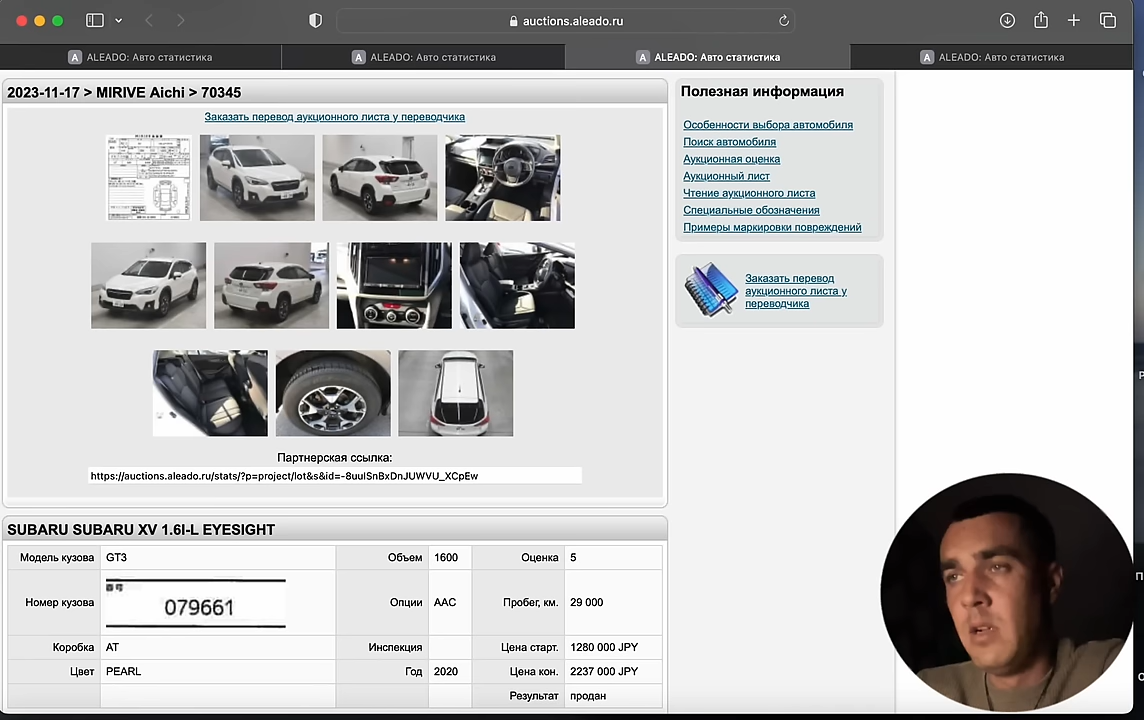 auctions.aleado.ru
A ALEADO: Авто статистика
A ALEADO: Авто статистика
A ALEADO: Авто статистика
A ALEADO: Авто статистика
2023-11-17 > MIRIVE Aichi > 70345
Заказать перевод аукционного листа у переводчика
Партнерская ссылка:
https://auctions.aleado.ru/stats/?p=project/lot&s&id=-8uulSnBxDnJUWVU_XCpEw
Полезная информация
Особенности выбора автомобиля
Поиск автомобиля
Аукционная оценка
Аукционный лист
Чтение аукционного листа
Специальные обозначения
Примеры маркировки повреждений
Заказать перевод
аукционного листа у
переводчика
SUBARU SUBARU XV 1.6I-L EYESIGHT
Модель кузова GT3 Объем 1600 Оценка 5
Номер кузова 079661 Опции AAC Пробег, км. 29 000
Коробка AT Инспекция Цена старт. 1280 000 JPY
Цвет PEARL Год 2020 Цена кон. 2237 000 JPY
Результат продан